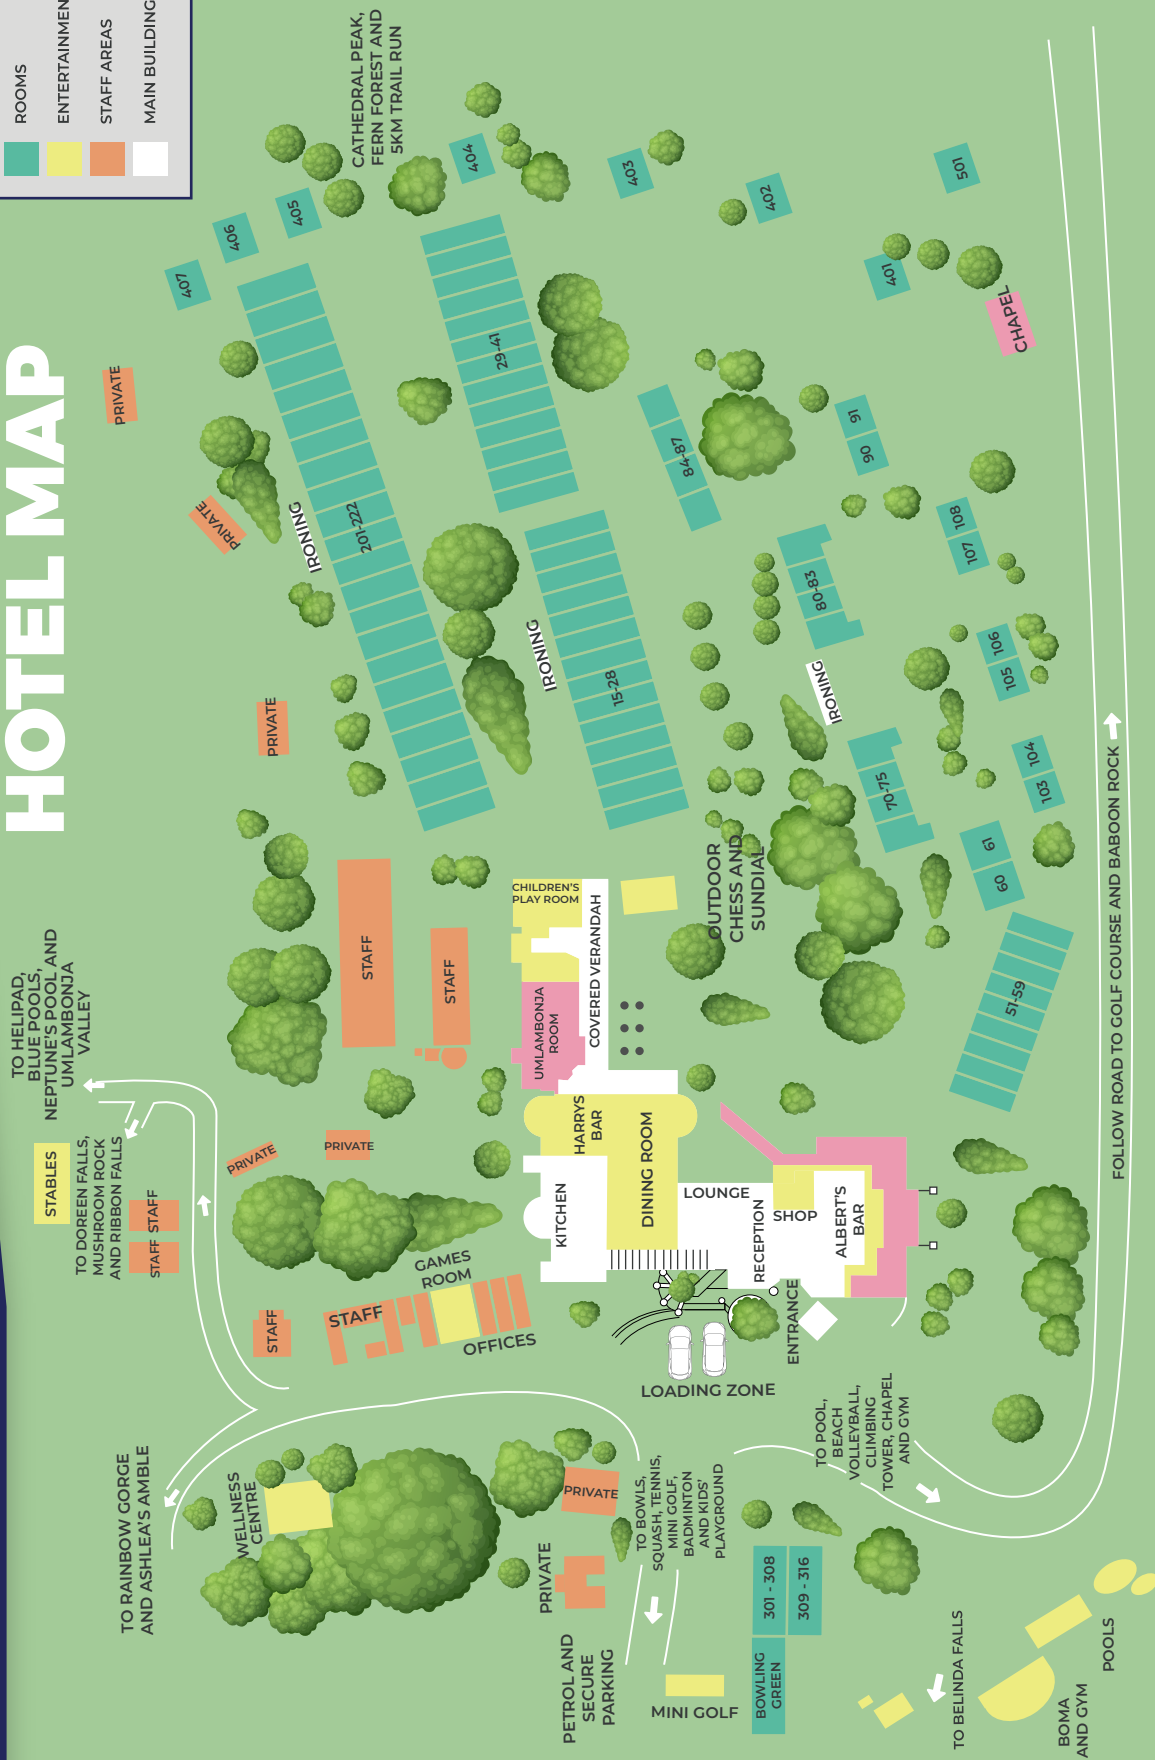 HOTEL MAP
ROOMS
ENTERTAINMEN
STAFF AREAS
MAIN BUILDING
CATHEDRAL PEAK,
FERN FOREST AND
5KM TRAIL RUN
407
406
405
404
403
402
401
501
CHAPEL
PRIVATE
PRIVATE
IRONING
201-222
29-41
84-87
91
90
108
107
PRIVATE
IRONING
15-28
80-83
IRONING
106
105
70-75
104
103
61
60
51-59
OUTDOOR
CHESS AND
SUNDIAL
STAFF
STAFF
CHILDREN'S
PLAY ROOM
COVERED VERANDAH
UMLAMBONJA
ROOM
TO HELIPAD,
BLUE POOLS,
NEPTUNE'S POOL AND
UMLAMBONJA
VALLEY
STABLES
TO DOREEN FALLS,
MUSHROOM ROCK
AND RIBBON FALLS
STAFF
STAFF
PRIVATE
PRIVATE
HARRYS
BAR
DINING ROOM
KITCHEN
LOUNGE
RECEPTION
SHOP
ALBERT'S
BAR
ENTRANCE
GAMES
ROOM
STAFF
STAFF
OFFICES
LOADING ZONE
FOLLOW ROAD TO GOLF COURSE AND BABOON ROCK
TO RAINBOW GORGE
AND ASHLEA'S AMBLE
WELLNESS
CENTRE
PRIVATE
PRIVATE
TO BOWLS,
SQUASH, TENNIS,
MINI GOLF,
BADMINTON
AND KIDS'
PLAYGROUND
TO POOL,
BEACH
VOLLEYBALL,
CLIMBING
TOWER, CHAPEL
AND GYM
PETROL AND
SECURE
PARKING
MINI GOLF
301 - 308
309 - 316
BOWLING
GREEN
TO BELINDA FALLS
BOMA
AND GYM
POOLS